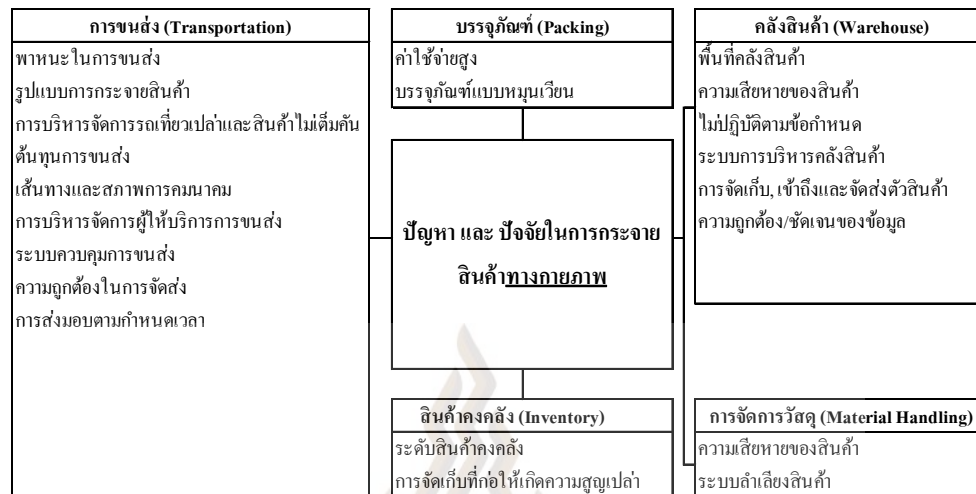 การขนส่ง (Transportation)
พาหนะในการขนส่ง
รูปแบบการกระจายสินค้า
การบริหารจัดการรถเที่ยวเปล่าและสินค้าไม่เต็มคัน
ต้นทุนการขนส่ง
เส้นทางและสภาพการคมนาคม
การบริหารจัดการผู้ให้บริการการขนส่ง
ระบบควบคุมการขนส่ง
ความถูกต้องในการจัดส่ง
การส่งมอบตามกำหนดเวลา
บรรจุภัณฑ์ (Packing)
ค่าใช้จ่ายสูง
บรรจุภัณฑ์แบบหมุนเวียน
คลังสินค้า (Warehouse)
พื้นที่คลังสินค้า
ความเสียหายของสินค้า
ไม่ปฏิบัติตามข้อกำหนด
ระบบการบริหารคลังสินค้า
การจัดเก็บ, เข้าถึงและจัดส่งตัวสินค้า
ความถูกต้อง/ชัดเจนของข้อมูล
ปัญหา และ ปัจจัยในการกระจาย
สินค้าทางกายภาพ
สินค้าคงคลัง (Inventory)
ระดับสินค้าคงคลัง
การจัดเก็บที่ก่อให้เกิดความสูญเปล่า
การจัดการวัสดุ (Material Handling)
ความเสียหายของสินค้า
ระบบลำเลียงสินค้า